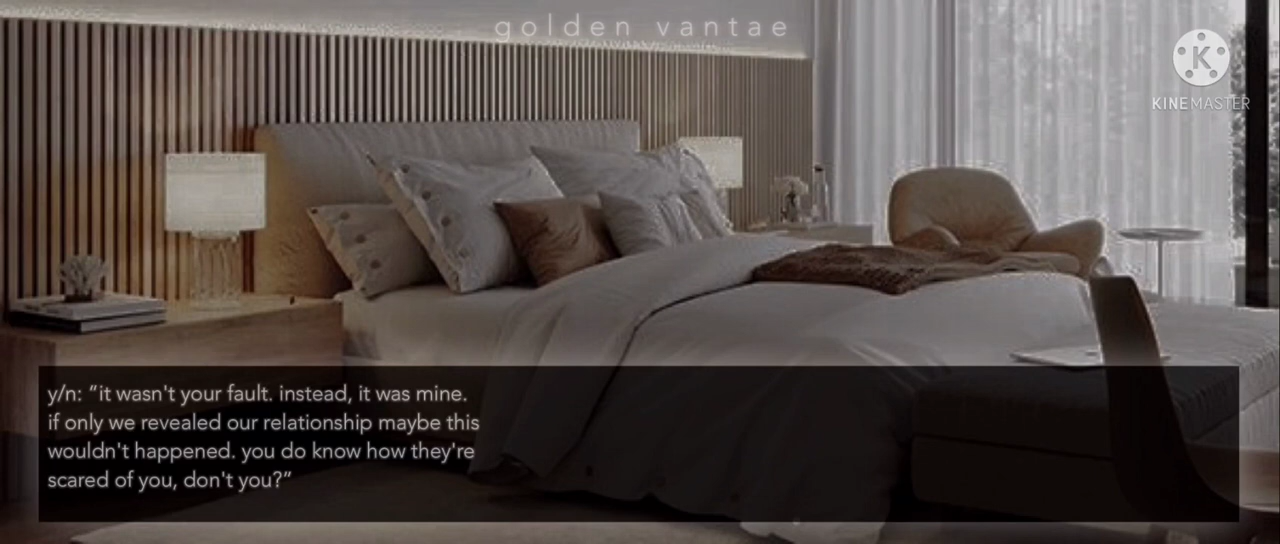 golden vantae
KINEMASTER
y/n: “it wasn't your fault. instead, it was mine.
if only we revealed our relationship maybe this
wouldn't happened. you do know how they're
scared of you, don't you?”